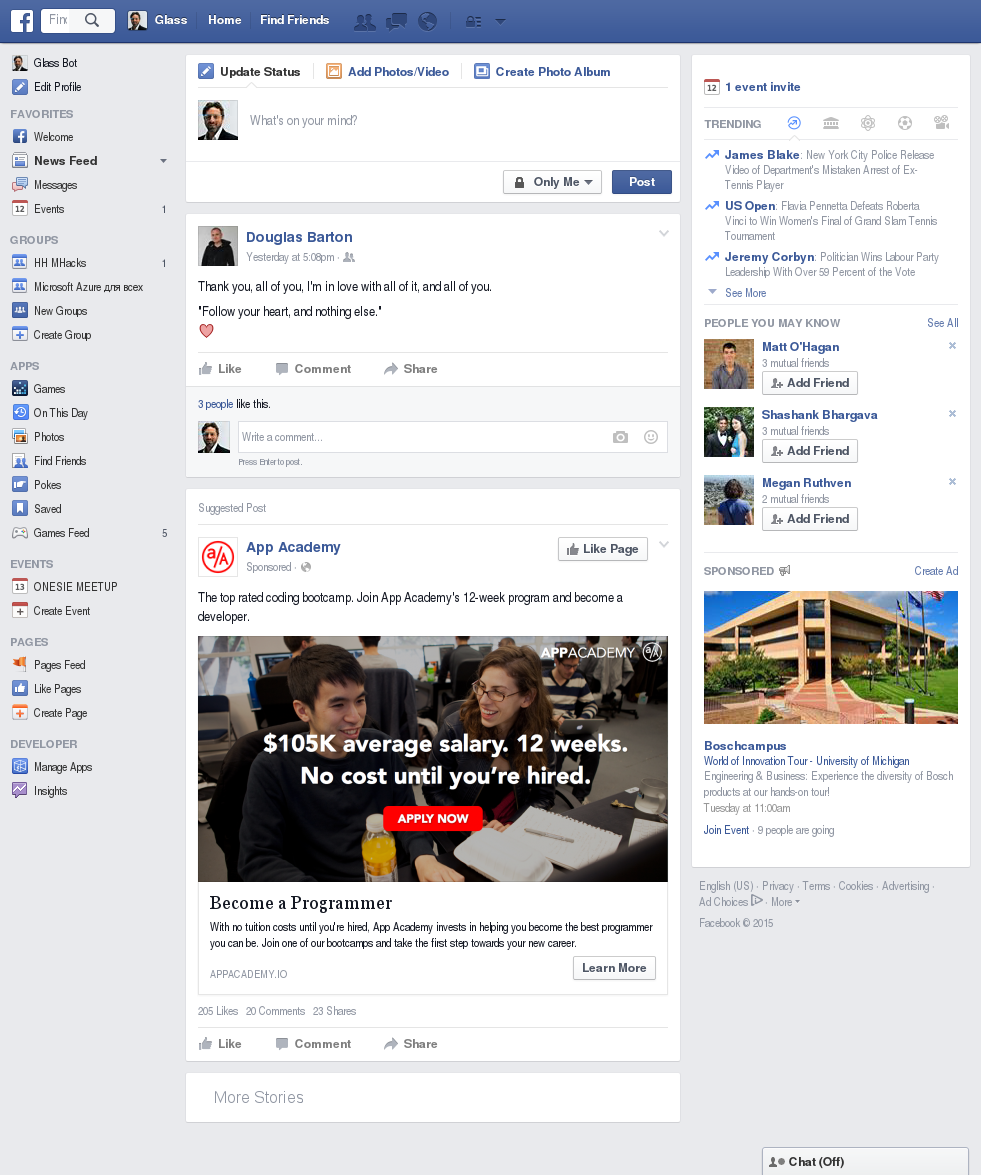 Glass
Home
Find Friends
Glass Bot
Edit Profile
FAVORITES
Welcome
News Feed
Messages
12 Events 1
GROUPS
HH MHacks 1
Microsoft Azure для всех
New Groups
Create Group
APPS
Games
On This Day
Photos
Find Friends
Pokes
Saved
Games Feed 5
EVENTS
13 ONESIE MEETUP
Create Event
PAGES
Pages Feed
Like Pages
Create Page
DEVELOPER
Manage Apps
Insights
Update Status Add Photos/Video Create Photo Album
What's on your mind?
Only Me Post
Douglas Barton
Yesterday at 5:08pm ·
Thank you, all of you, I'm in love with all of it, and all of you.
"Follow your heart, and nothing else."
Like Comment Share
3 people like this.
Write a comment...
Press Enter to post.
Suggested Post
a/A App Academy
Like Page
Sponsored ·
The top rated coding bootcamp. Join App Academy's 12-week program and become a
developer.
APPACADEMY a/A
$105K average salary. 12 weeks.
No cost until you're hired.
APPLY NOW
Become a Programmer
With no tuition costs until you're hired, App Academy invests in helping you become the best programmer
you can be. Join one of our bootcamps and take the first step towards your new career.
APPACADEMY.IO
Learn More
205 Likes 20 Comments 23 Shares
Like Comment Share
More Stories
12 1 event invite
TRENDING
James Blake: New York City Police Release
Video of Department's Mistaken Arrest of Ex-
Tennis Player
US Open: Flavia Pennetta Defeats Roberta
Vinci to Win Women's Final of Grand Slam Tennis
Tournament
Jeremy Corbyn: Politician Wins Labour Party
Leadership With Over 59 Percent of the Vote
See More
PEOPLE YOU MAY KNOW See All
Matt O'Hagan
3 mutual friends
Add Friend
Shashank Bhargava
3 mutual friends
Add Friend
Megan Ruthven
2 mutual friends
Add Friend
SPONSORED Create Ad
Boschcampus
World of Innovation Tour - University of Michigan
Engineering & Business: Experience the diversity of Bosch
products at our hands-on tour!
Tuesday at 11:00am
Join Event · 9 people are going
English (US) · Privacy · Terms · Cookies · Advertising ·
Ad Choices · More
Facebook © 2015
Chat (Off)